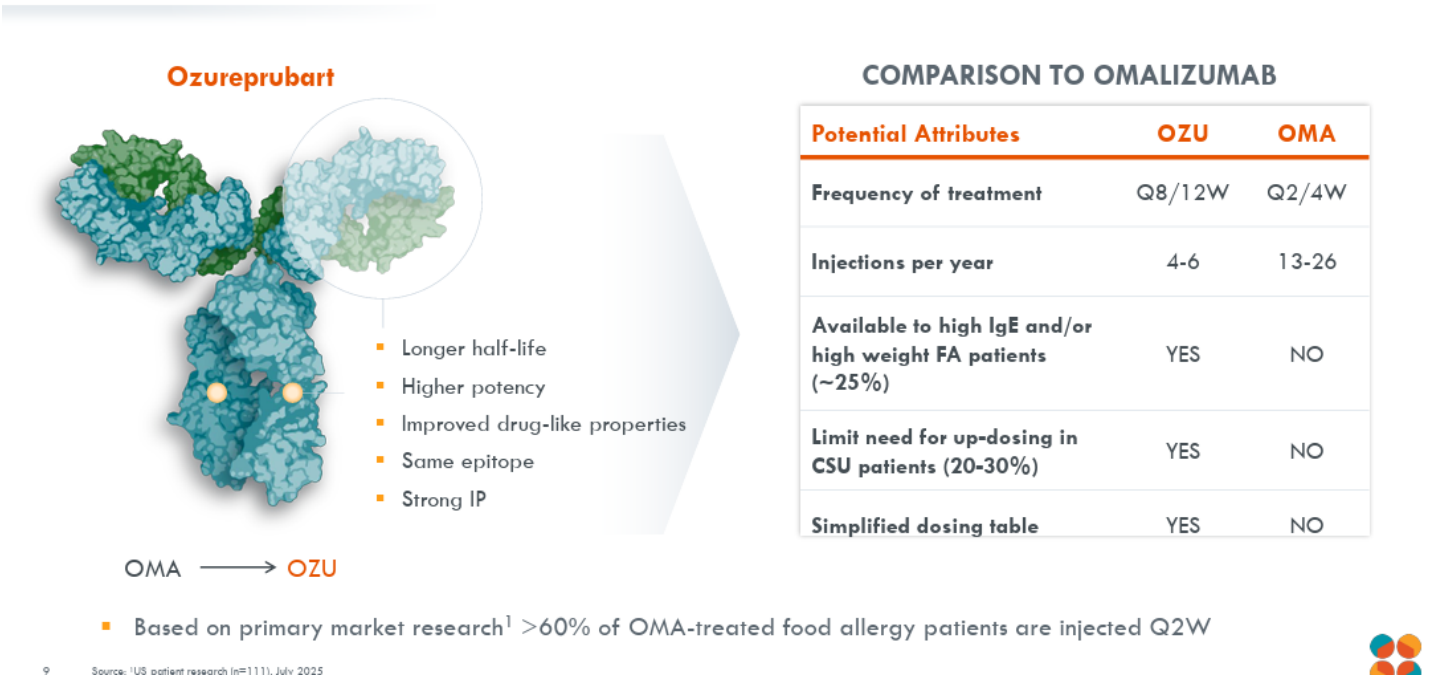 Ozureprubart
Longer half-life
Higher potency
Improved drug-like properties
Same epitope
Strong IP
OMA → OZU
COMPARISON TO OMALIZUMAB
Potential Attributes OZU OMA
Frequency of treatment Q8/12W Q2/4W
Injections per year 4-6 13-26
Available to high IgE and/or
high weight FA patients YES NO
(~25%)
Limit need for up-dosing in
CSU patients (20-30%) YES NO
Simplified dosing table YES NO
Based on primary market research¹ >60% of OMA-treated food allergy patients are injected Q2W
9 Source: ¹US patient research (n=111), July 2025